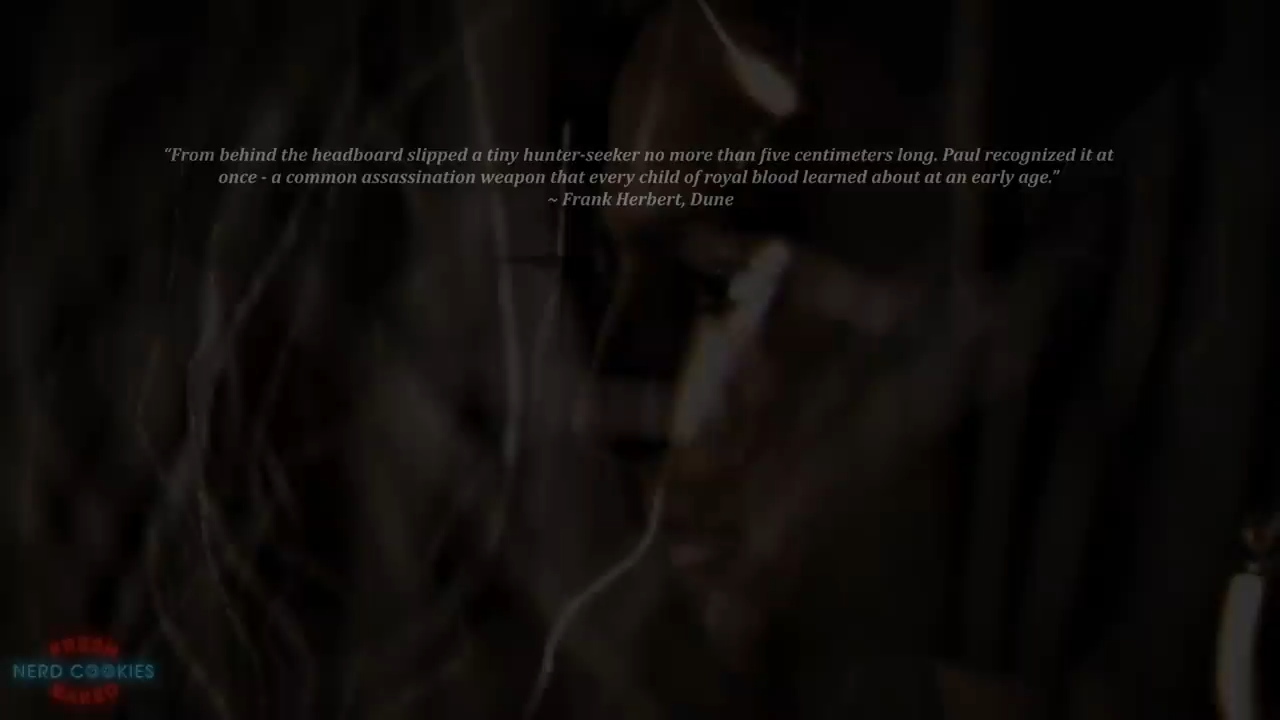 “From behind the headboard slipped a tiny hunter-seeker no more than five centimeters long. Paul recognized it at
once - a common assassination weapon that every child of royal blood learned about at an early age.”
~ Frank Herbert, Dune
FRESH
NERD COOKIES
BAKED